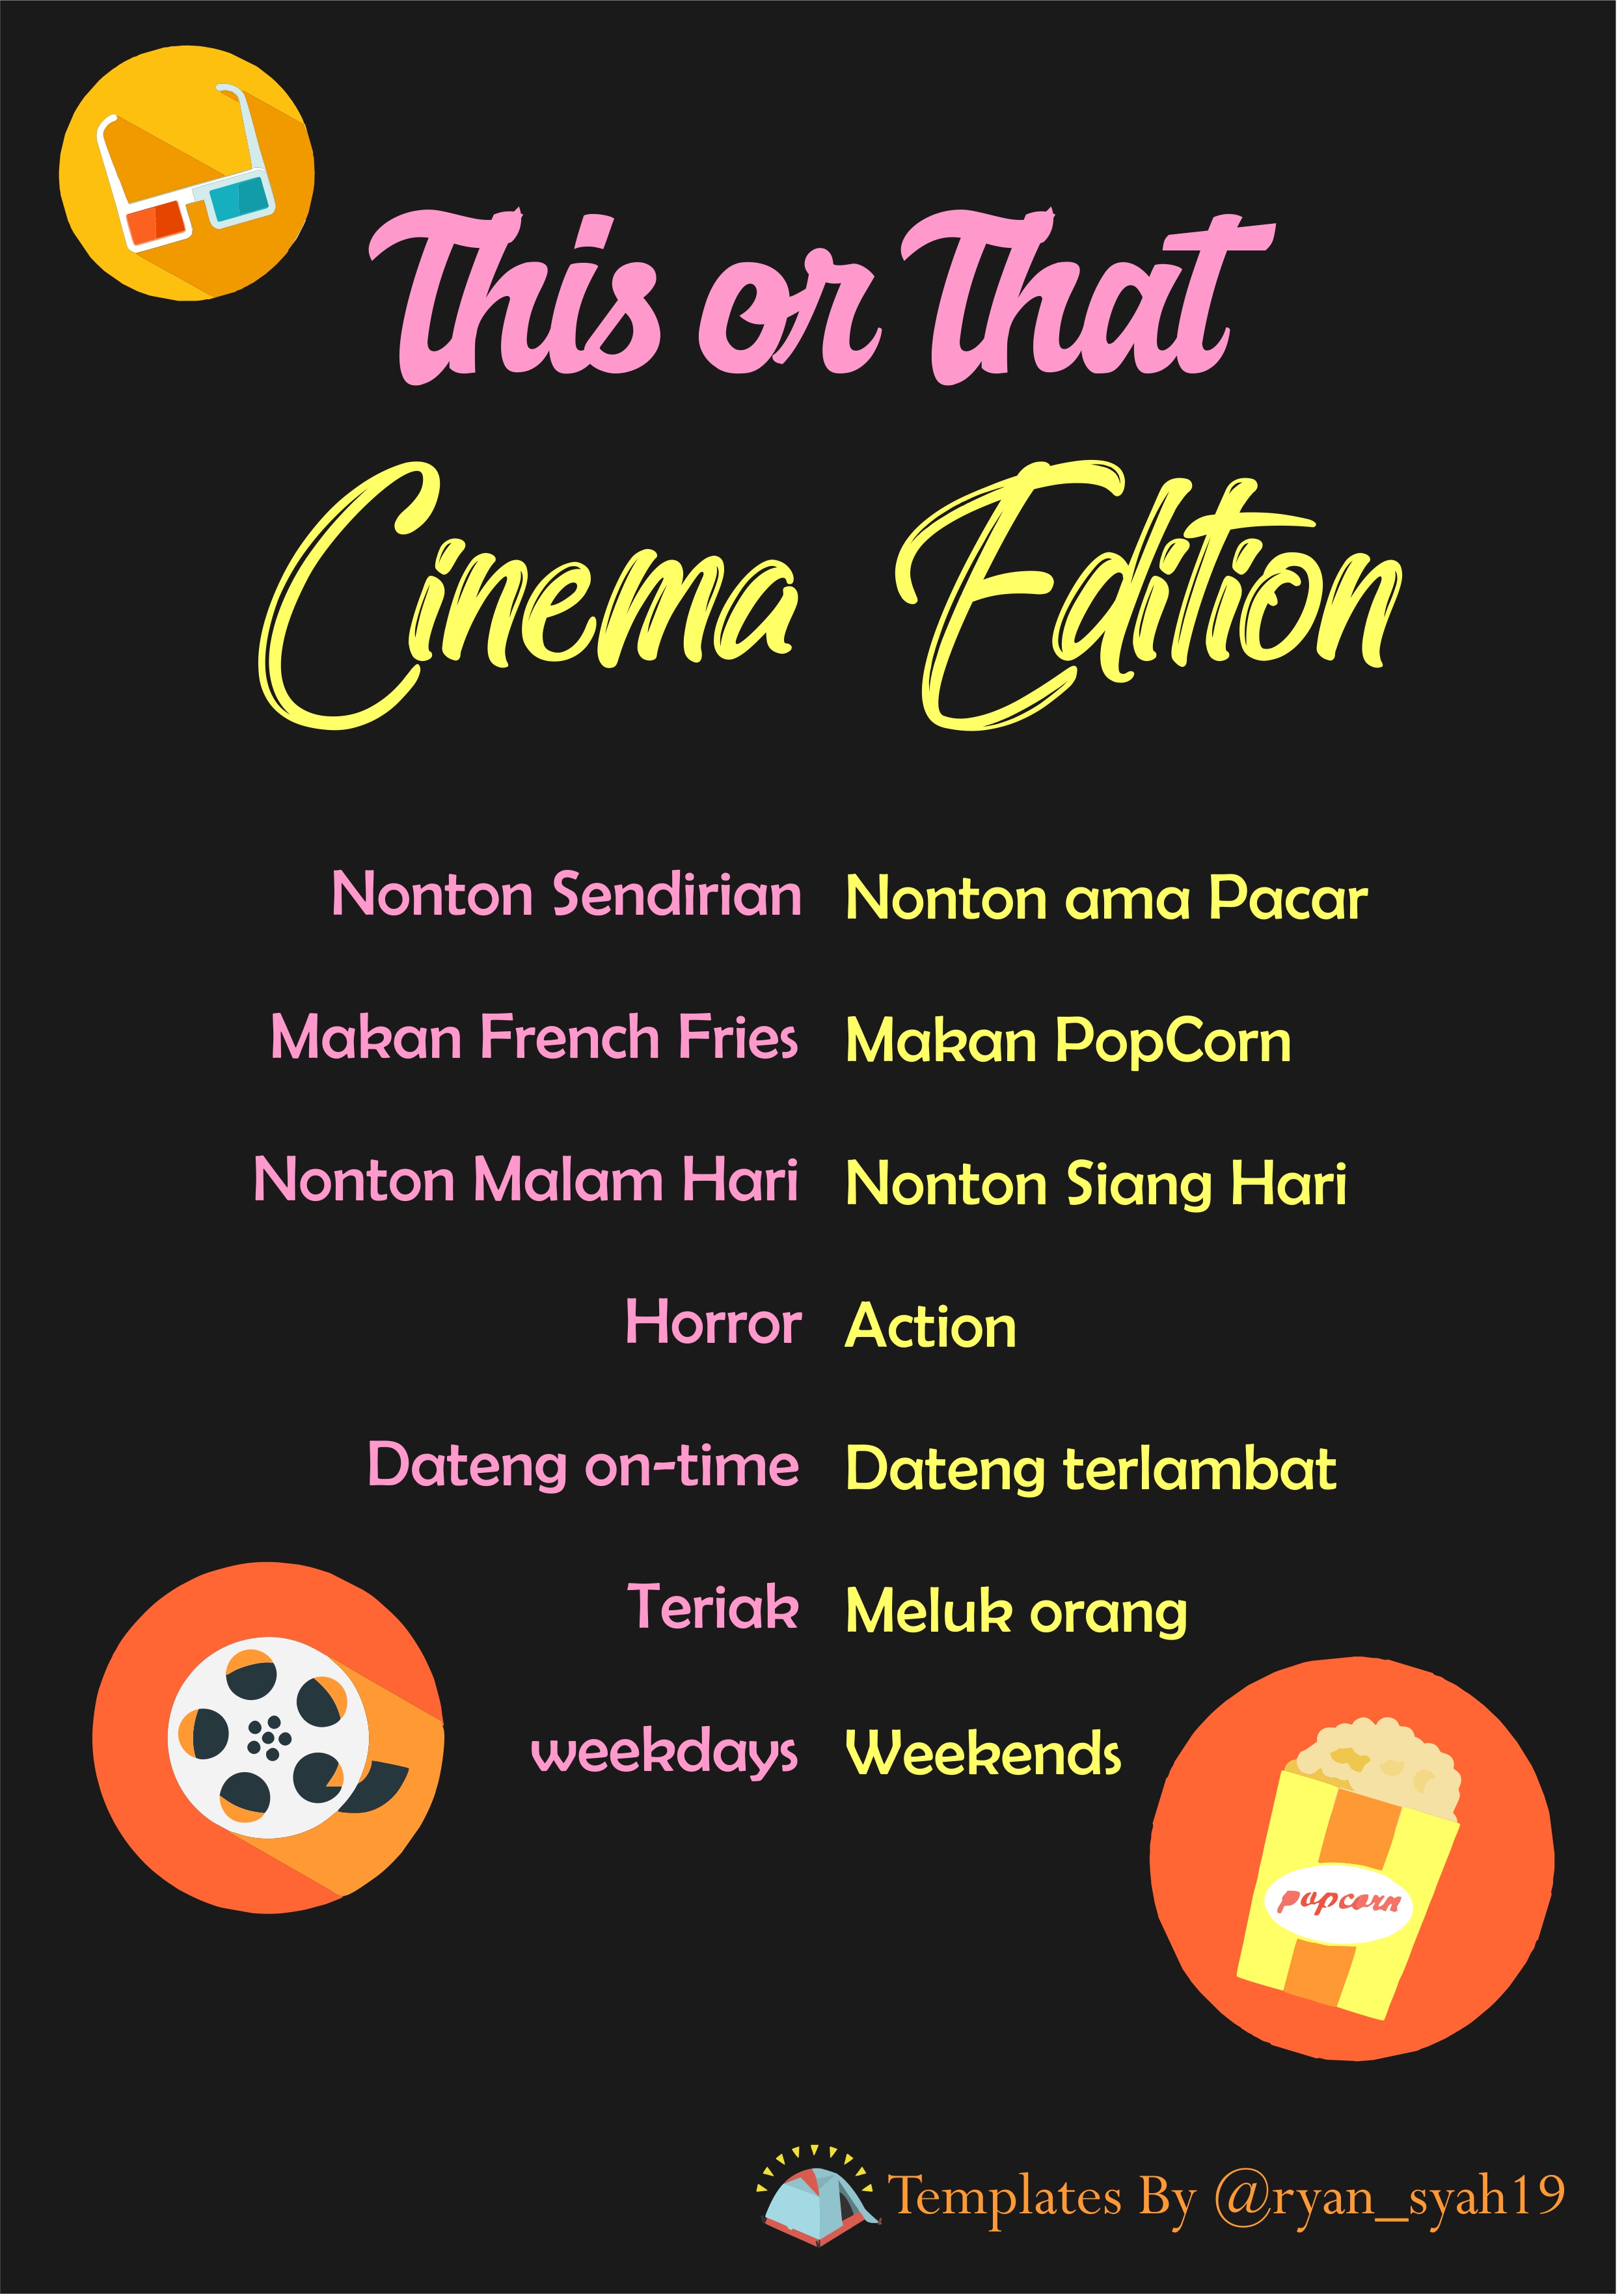 This or That
Cinema Edition
Nonton Sendirian Nonton ama Pacar
Makan French Fries Makan PopCorn
Nonton Malam Hari Nonton Siang Hari
Horror Action
Dateng on-time Dateng terlambat
Teriak Meluk orang
weekdays Weekends
popcorn
Templates By @ryan_syah19